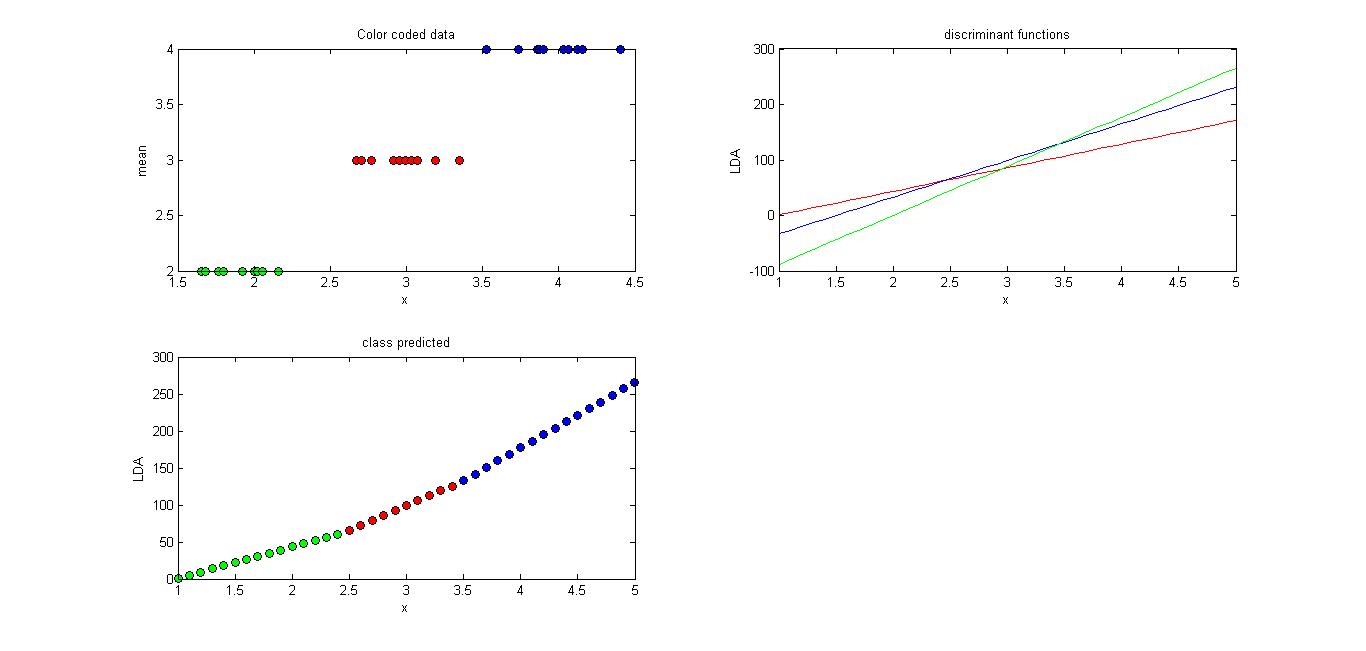 Color coded data
4
3.5
3
2.5
2
mean
1.5 2 2.5 3 3.5 4 4.5
x
discriminant functions
300
200
100
0
-100
LDA
1 1.5 2 2.5 3 3.5 4 4.5 5
x
class predicted
300
250
200
150
100
50
0
LDA
1 1.5 2 2.5 3 3.5 4 4.5 5
x